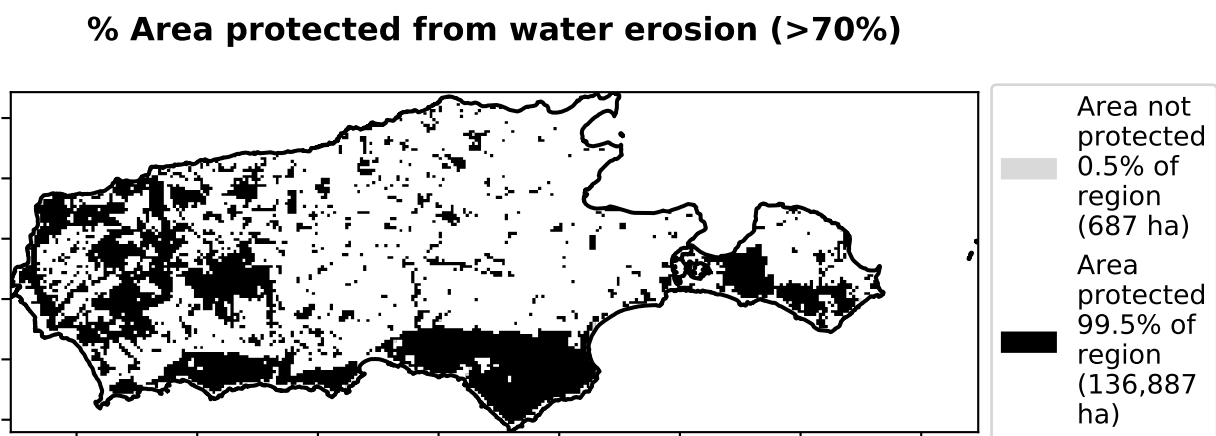 % Area protected from water erosion (>70%)
Area not
protected
0.5% of
region
(687 ha)
Area
protected
99.5% of
region
(136,887
ha)